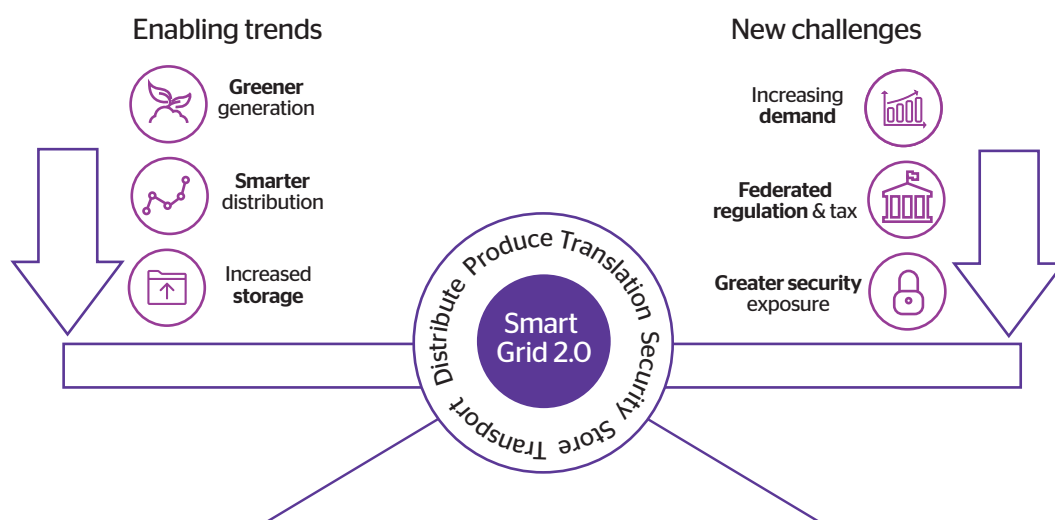 Enabling trends
Greener
generation
Smarter
distribution
Increased
storage
New challenges
Increasing
demand
Federated
regulation & tax
Greater security
exposure
Distribute Produce Translation Security Store Transport
Smart
Grid 2.0